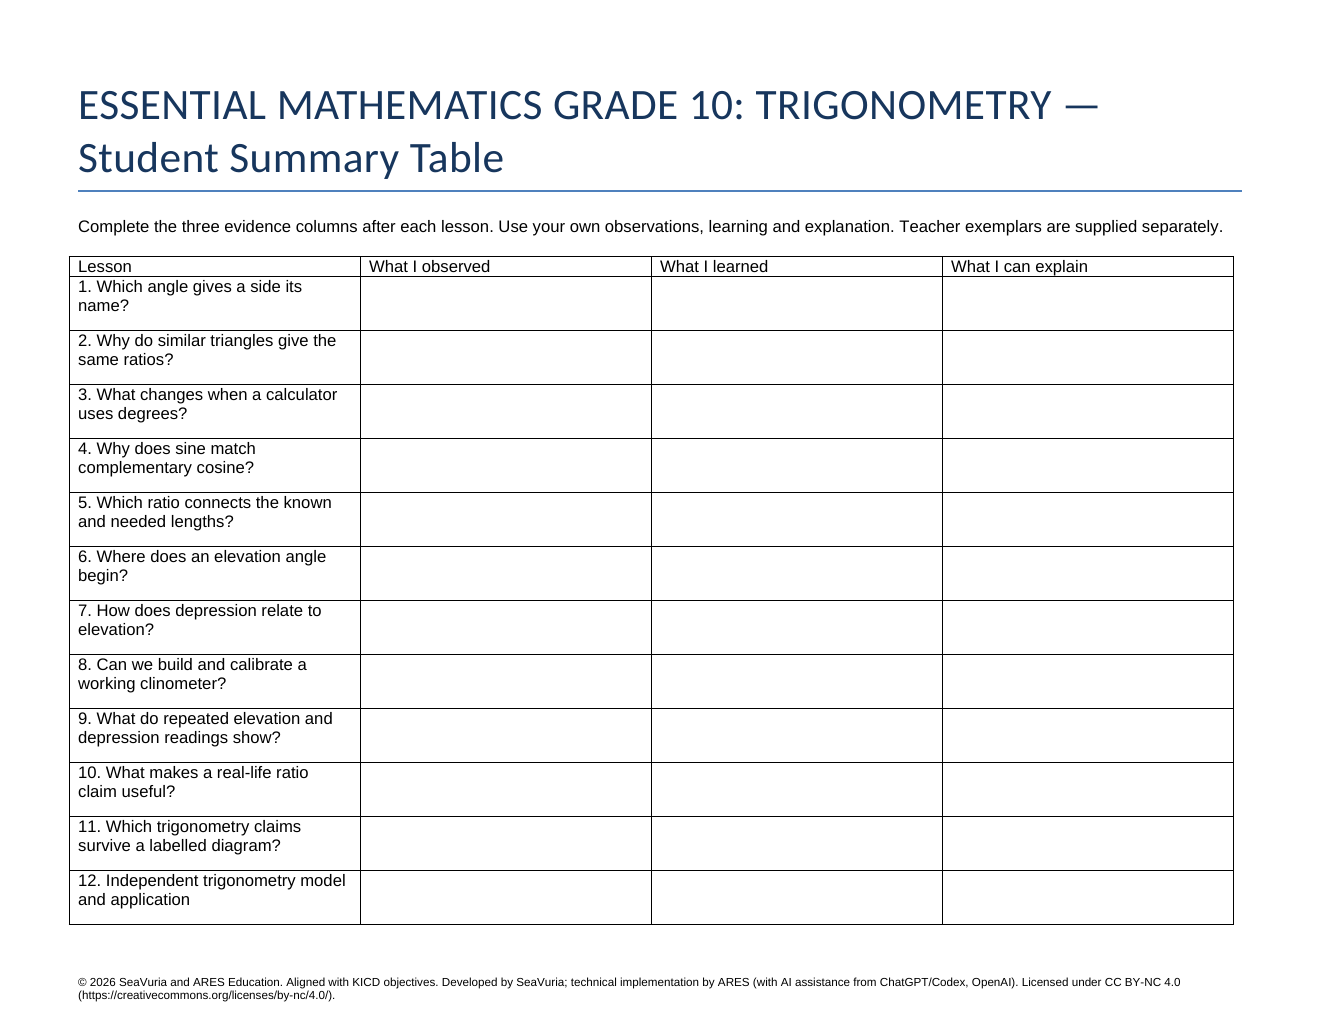 ESSENTIAL MATHEMATICS GRADE 10: TRIGONOMETRY —
Student Summary Table
Complete the three evidence columns after each lesson. Use your own observations, learning and explanation. Teacher exemplars are supplied separately.
Lesson What I observed What I learned What I can explain
1. Which angle gives a side its
name?
2. Why do similar triangles give the
same ratios?
3. What changes when a calculator
uses degrees?
4. Why does sine match
complementary cosine?
5. Which ratio connects the known
and needed lengths?
6. Where does an elevation angle
begin?
7. How does depression relate to
elevation?
8. Can we build and calibrate a
working clinometer?
9. What do repeated elevation and
depression readings show?
10. What makes a real-life ratio
claim useful?
11. Which trigonometry claims
survive a labelled diagram?
12. Independent trigonometry model
and application
© 2026 SeaVuria and ARES Education. Aligned with KICD objectives. Developed by SeaVuria; technical implementation by ARES (with AI assistance from ChatGPT/Codex, OpenAI). Licensed under CC BY-NC 4.0
(https://creativecommons.org/licenses/by-nc/4.0/).